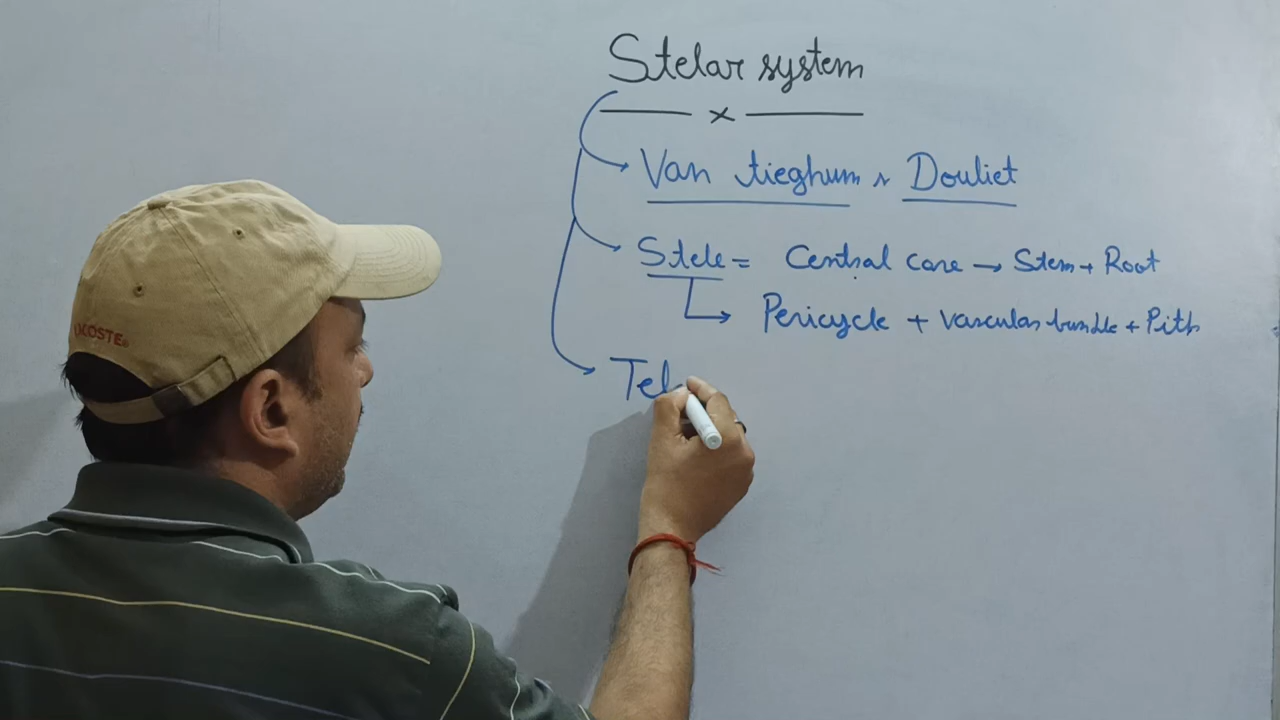 Stelar system
x
Van tieghum & Douliet
Stele = Central core → Stem + Root
Pericycle + Vascular bundle + Pith
Tel
LACOSTE